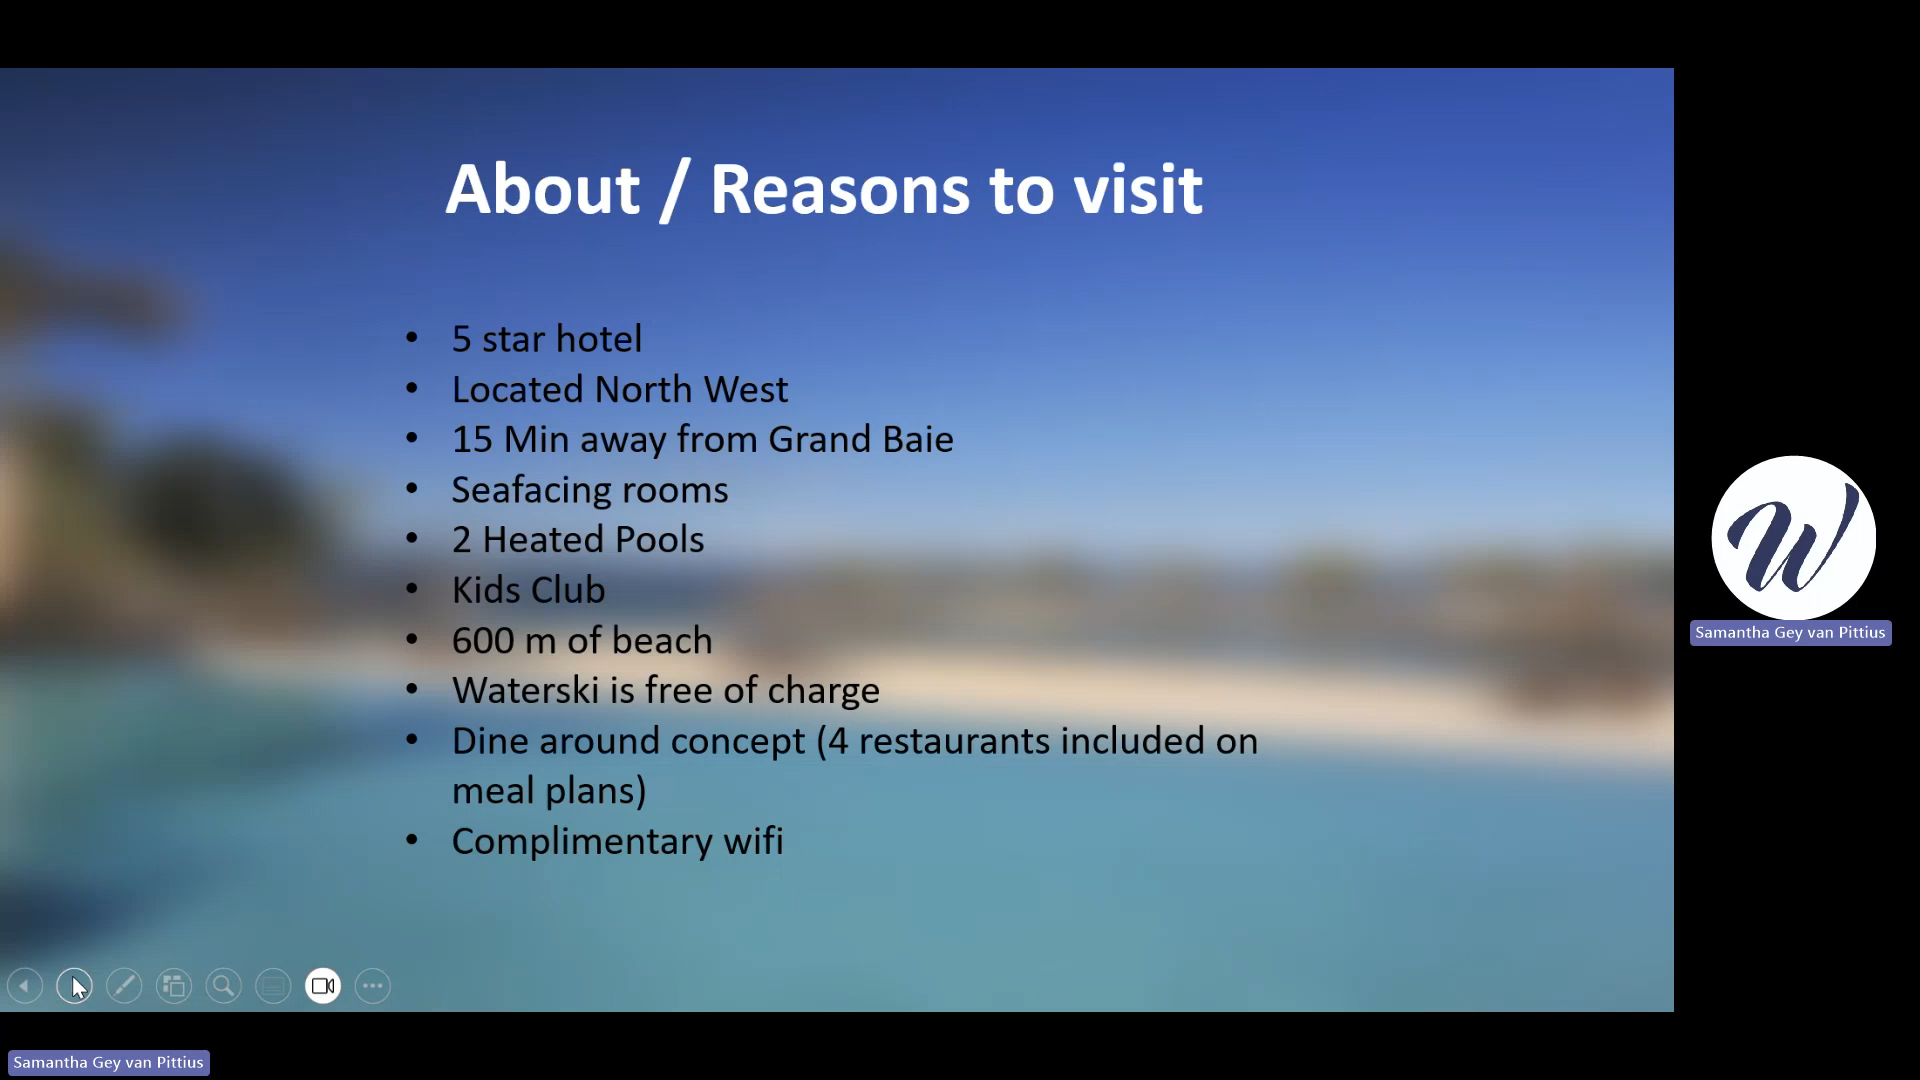 About / Reasons to visit
• 5 star hotel
• Located North West
• 15 Min away from Grand Baie
• Seafacing rooms
• 2 Heated Pools
• Kids Club
• 600 m of beach
• Waterski is free of charge
• Dine around concept (4 restaurants included on
meal plans)
• Complimentary wifi
W
Samantha Gey van Pittius
Samantha Gey van Pittius